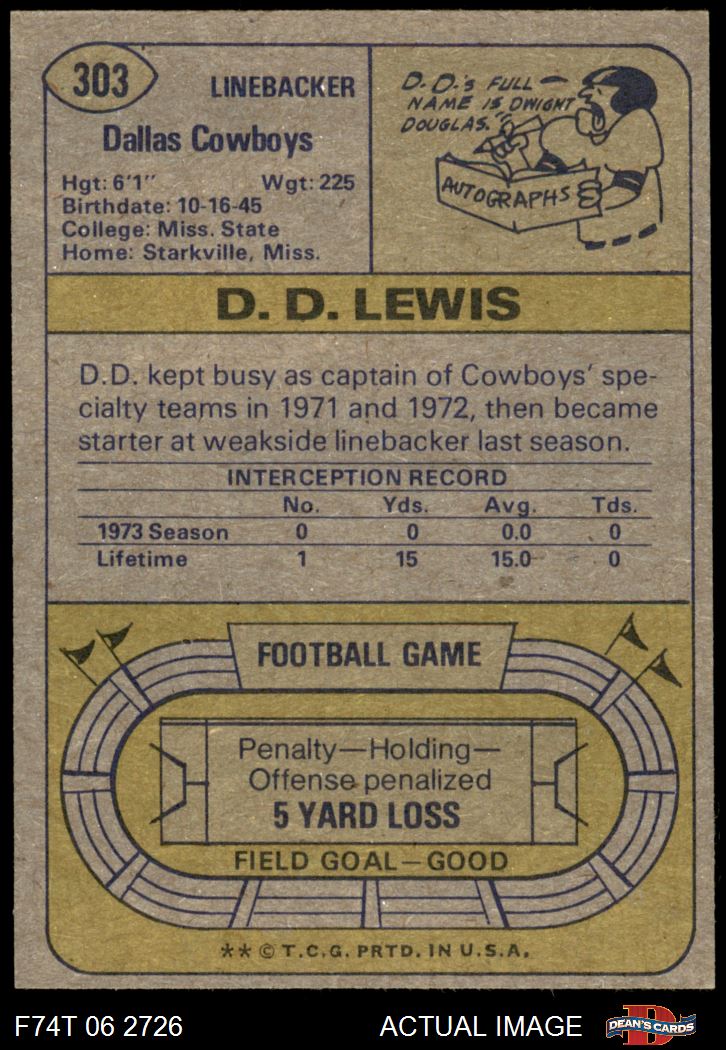 303
LINEBACKER
Dallas Cowboys
Hgt: 6'1" Wgt: 225
Birthdate: 10-16-45
College: Miss. State
Home: Starkville, Miss.
D.D.'s FULL
NAME IS DWIGHT
DOUGLAS."
AUTOGRAPHS
D. D. LEWIS
D.D. kept busy as captain of Cowboys' spe-
cialty teams in 1971 and 1972, then became
starter at weakside linebacker last season.
INTERCEPTION RECORD
No. Yds. Avg. Tds.
1973 Season 0 0 0.0 0
Lifetime 1 15 15.0 0
FOOTBALL GAME
Penalty—Holding—
Offense penalized
5 YARD LOSS
FIELD GOAL—GOOD
** © T.C.G. PRTD. IN U.S.A.
F74T 06 2726 ACTUAL IMAGE
D
DEAN'S CARDS